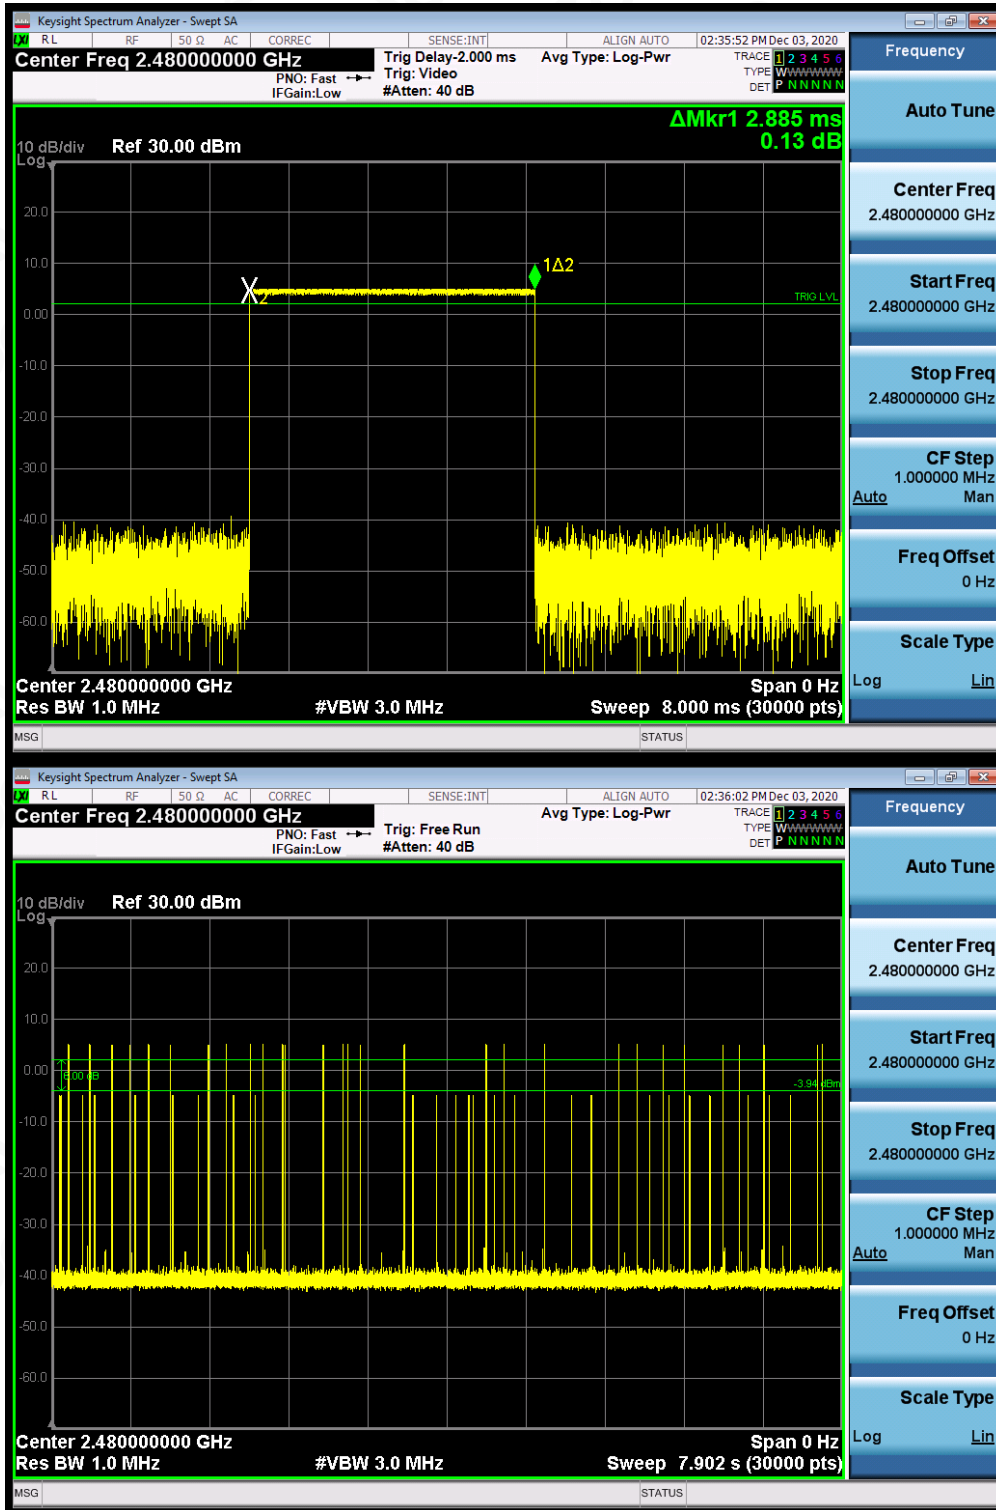 Keysight Spectrum Analyzer - Swept SA
LXI RL RF 50 Ω AC CORREC SENSE:INT ALIGN AUTO 02:35:52 PM Dec 03, 2020
Center Freq 2.480000000 GHz Trig Delay-2.000 ms Avg Type: Log-Pwr TRACE 1 2 3 4 5 6
PNO: Fast Trig: Video TYPE WWWWWW
IFGain:Low #Atten: 40 dB DET P N N N N N
ΔMkr1 2.885 ms
0.13 dB
10 dB/div Ref 30.00 dBm
Log
20.0
10.0
1Δ2
2
TRIG LVL
0.00
-10.0
-20.0
-30.0
-40.0
-50.0
-60.0
Center 2.480000000 GHz Span 0 Hz
Res BW 1.0 MHz #VBW 3.0 MHz Sweep 8.000 ms (30000 pts)
MSG STATUS
Frequency
Auto Tune
Center Freq
2.480000000 GHz
Start Freq
2.480000000 GHz
Stop Freq
2.480000000 GHz
CF Step
1.000000 MHz
Auto Man
Freq Offset
0 Hz
Scale Type
Log Lin
Keysight Spectrum Analyzer - Swept SA
LXI RL RF 50 Ω AC CORREC SENSE:INT ALIGN AUTO 02:36:02 PM Dec 03, 2020
Center Freq 2.480000000 GHz Avg Type: Log-Pwr TRACE 1 2 3 4 5 6
PNO: Fast Trig: Free Run TYPE WWWWWW
IFGain:Low #Atten: 40 dB DET P N N N N N
10 dB/div Ref 30.00 dBm
Log
20.0
10.0
0.00
6.00 dB
-3.94 dBm
-10.0
-20.0
-30.0
-40.0
-50.0
-60.0
Center 2.480000000 GHz Span 0 Hz
Res BW 1.0 MHz #VBW 3.0 MHz Sweep 7.902 s (30000 pts)
MSG STATUS
Frequency
Auto Tune
Center Freq
2.480000000 GHz
Start Freq
2.480000000 GHz
Stop Freq
2.480000000 GHz
CF Step
1.000000 MHz
Auto Man
Freq Offset
0 Hz
Scale Type
Log Lin